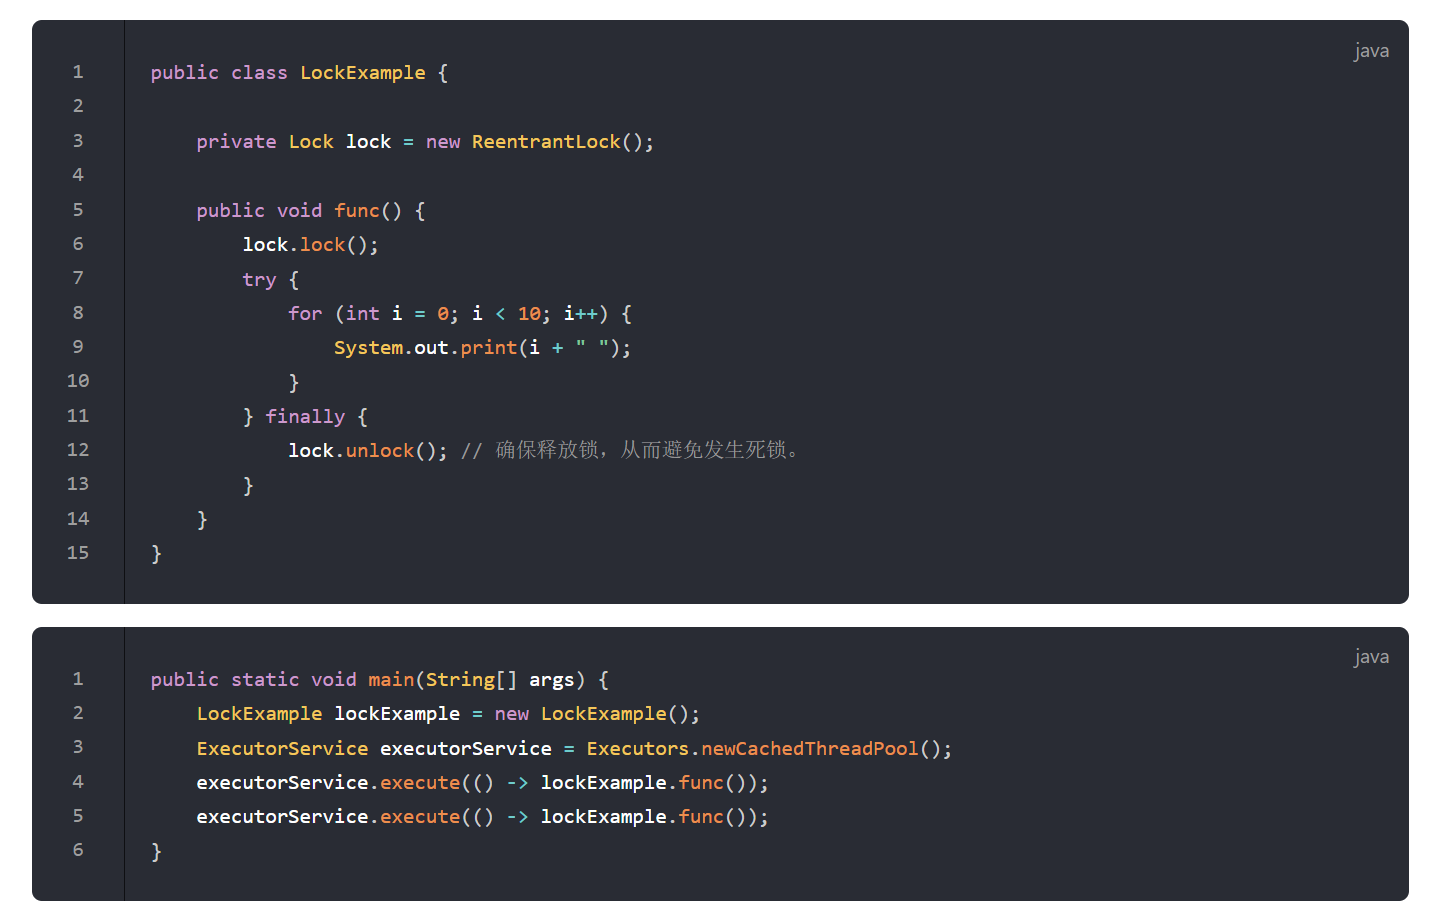 java
1 public class LockExample {
2
3     private Lock lock = new ReentrantLock();
4
5     public void func() {
6         lock.lock();
7         try {
8             for (int i = 0; i < 10; i++) {
9                 System.out.print(i + " ");
10             }
11         } finally {
12             lock.unlock(); // 确保释放锁，从而避免发生死锁。
13         }
14     }
15 }
java
1 public static void main(String[] args) {
2     LockExample lockExample = new LockExample();
3     ExecutorService executorService = Executors.newCachedThreadPool();
4     executorService.execute(() -> lockExample.func());
5     executorService.execute(() -> lockExample.func());
6 }